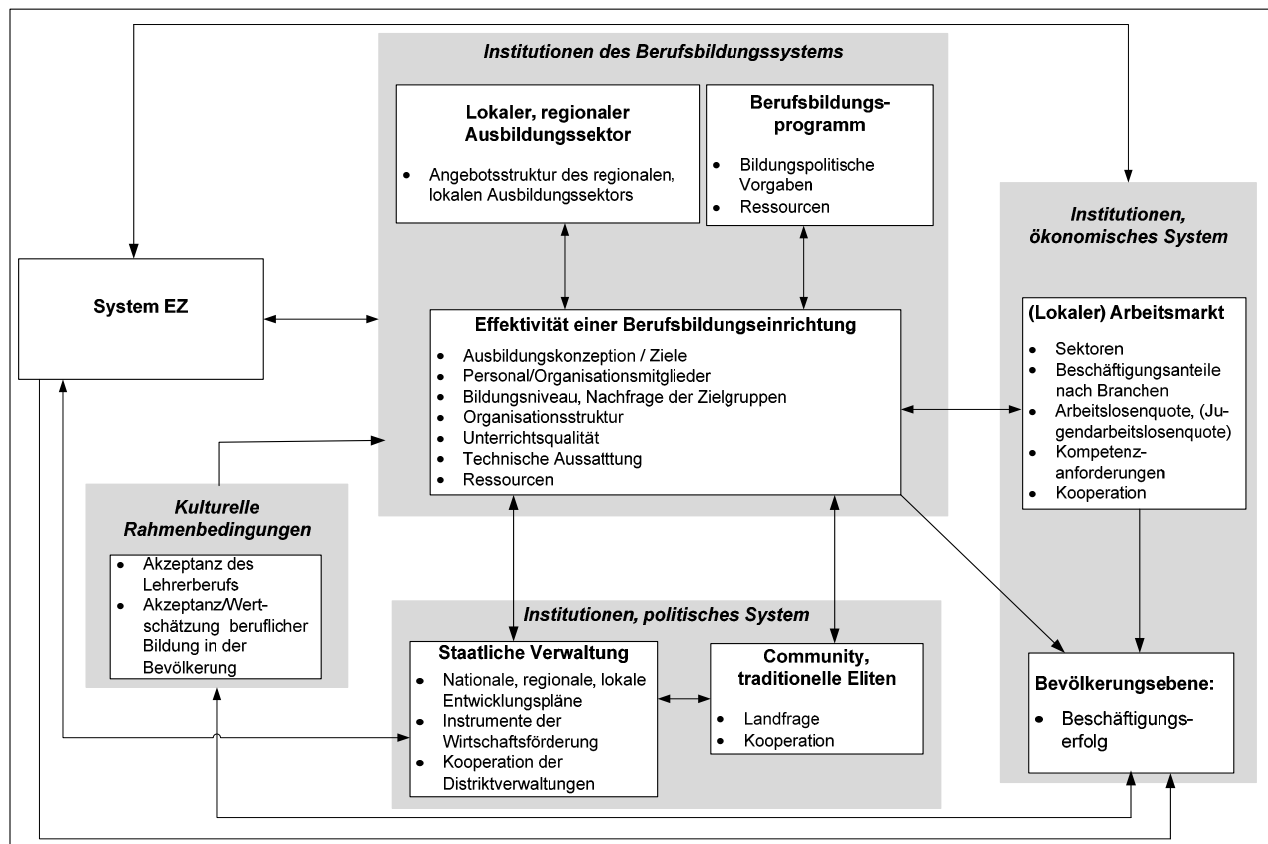 Institutionen des Berufsbildungssystems
Lokaler, regionaler
Ausbildungssektor
• Angebotsstruktur des regionalen,
lokalen Ausbildungssektors
Berufsbildungs-
programm
• Bildungspolitische
Vorgaben
• Ressourcen
Institutionen,
ökonomisches System
System EZ
Effektivität einer Berufsbildungseinrichtung
• Ausbildungskonzeption / Ziele
• Personal/Organisationsmitglieder
• Bildungsniveau, Nachfrage der Zielgruppen
• Organisationsstruktur
• Unterrichtsqualität
• Technische Aussatttung
• Ressourcen
(Lokaler) Arbeitsmarkt
• Sektoren
• Beschäftigungsanteile
nach Branchen
• Arbeitslosenquote, (Ju-
gendarbeitslosenquote)
• Kompetenz-
anforderungen
• Kooperation
Kulturelle
Rahmenbedingungen
• Akzeptanz des
Lehrerberufs
• Akzeptanz/Wert-
schätzung beruflicher
Bildung in der
Bevölkerung
Institutionen, politisches System
Staatliche Verwaltung
• Nationale, regionale, lokale
Entwicklungspläne
• Instrumente der
Wirtschaftsförderung
• Kooperation der
Distriktverwaltungen
Community,
traditionelle Eliten
• Landfrage
• Kooperation
Bevölkerungsebene:
• Beschäftigungs-
erfolg